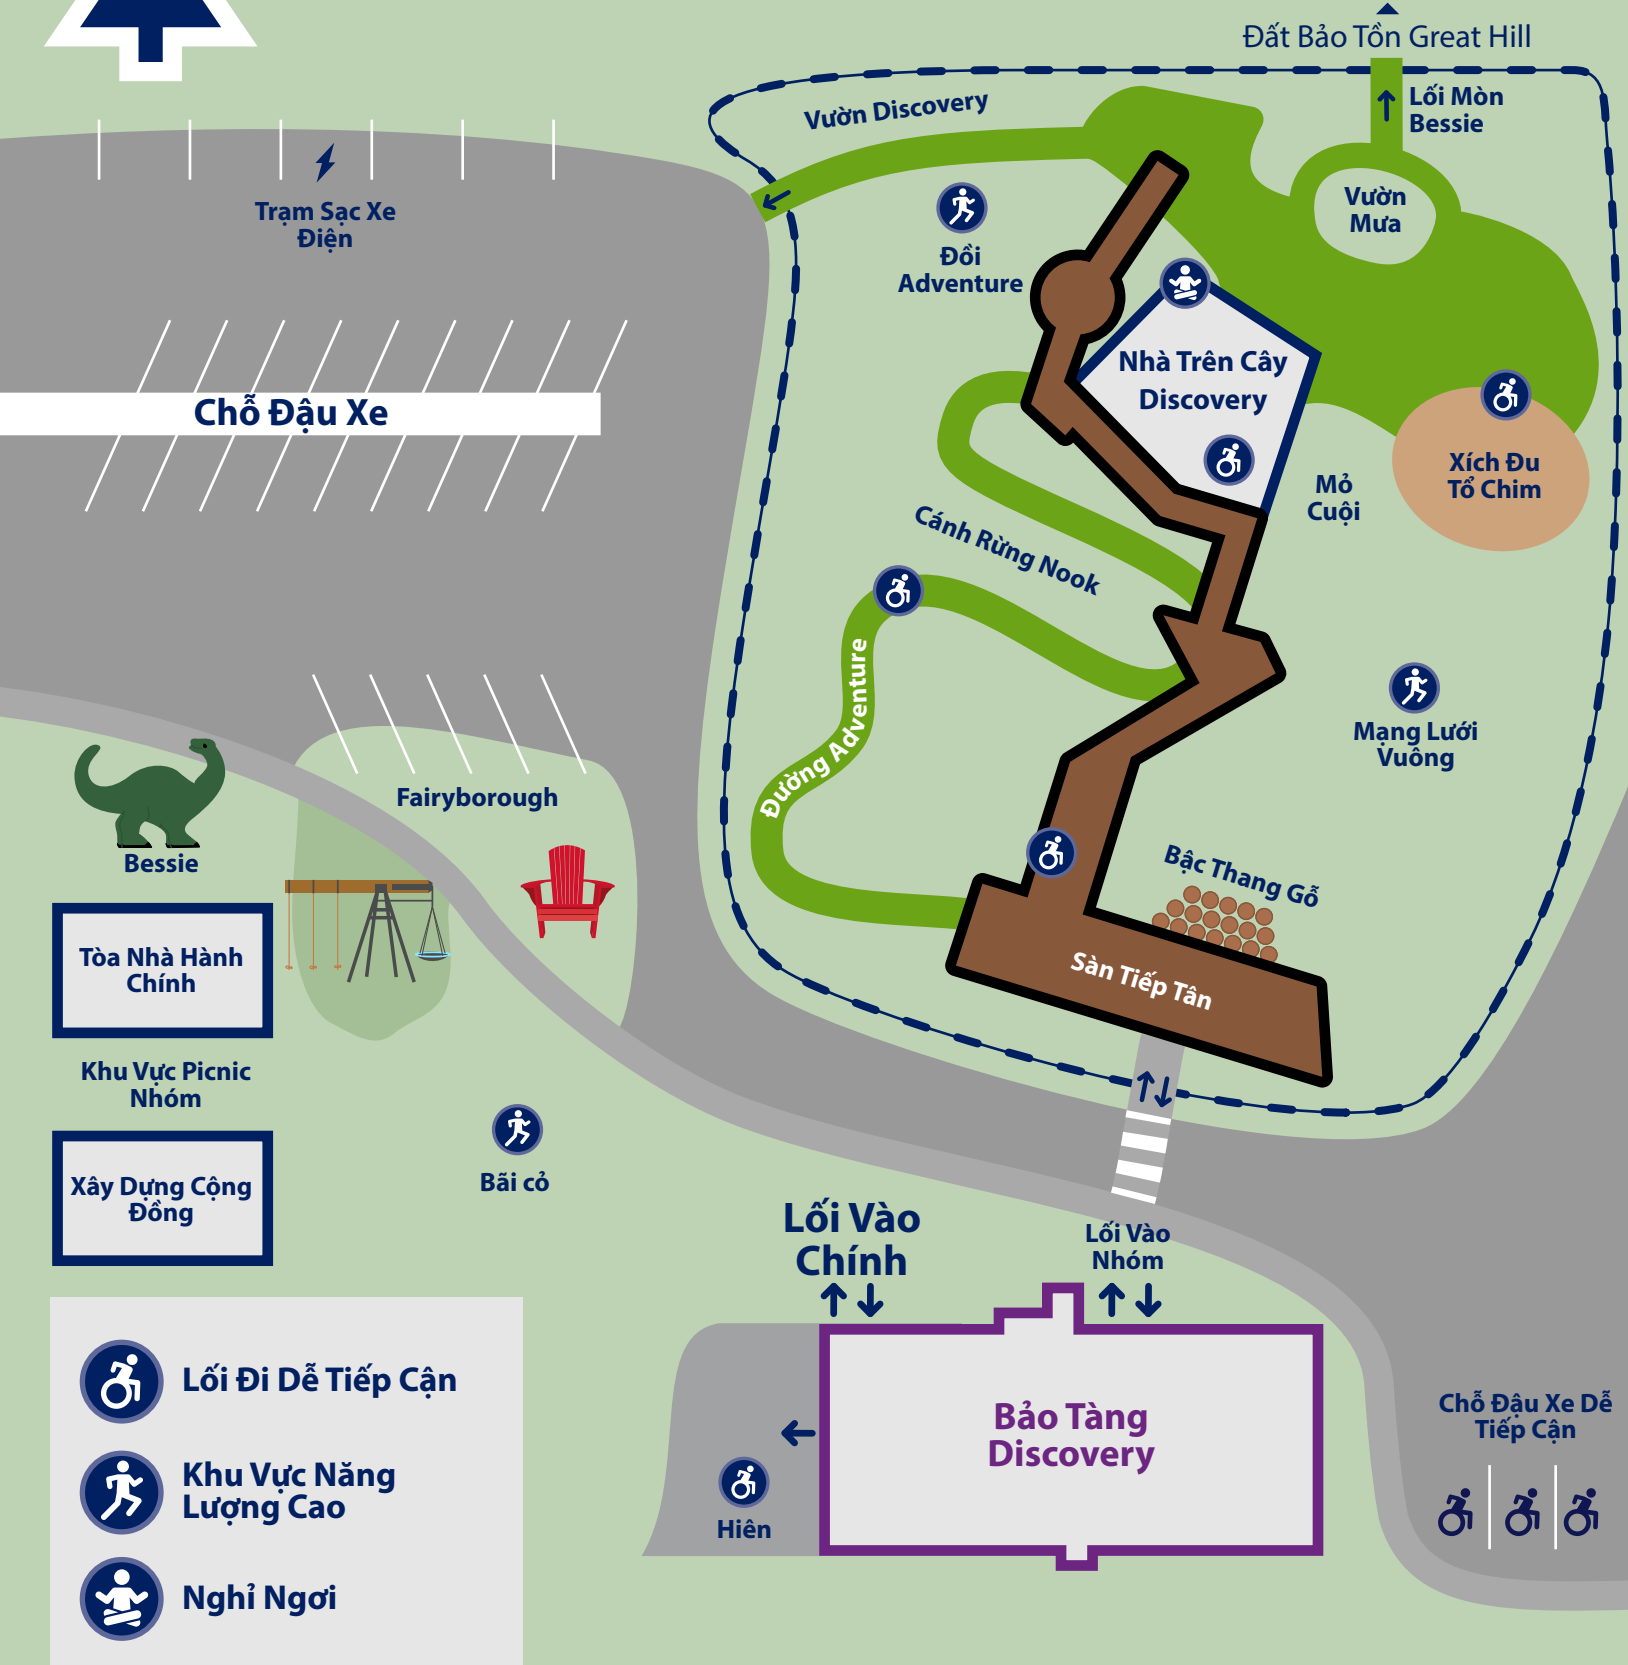 Đất Bảo Tồn Great Hill
Lối Mòn
Bessie
Vườn Discovery
Vườn
Mưa
Trạm Sạc Xe
Điện
Đồi
Adventure
Nhà Trên Cây
Discovery
Chỗ Đậu Xe
Xích Đu
Tổ Chim
Mỏ
Cuội
Cánh Rừng Nook
Đường Adventure
Mạng Lưới
Vuông
Fairyborough
Bessie
Bậc Thang Gỗ
Sàn Tiếp Tân
Tòa Nhà Hành
Chính
Khu Vực Picnic
Nhóm
Xây Dựng Cộng
Đồng
Bãi cỏ
Lối Vào
Chính
Lối Vào
Nhóm
Lối Đi Dễ Tiếp Cận
Khu Vực Năng
Lượng Cao
Nghỉ Ngơi
Bảo Tàng
Discovery
Hiên
Chỗ Đậu Xe Dễ
Tiếp Cận